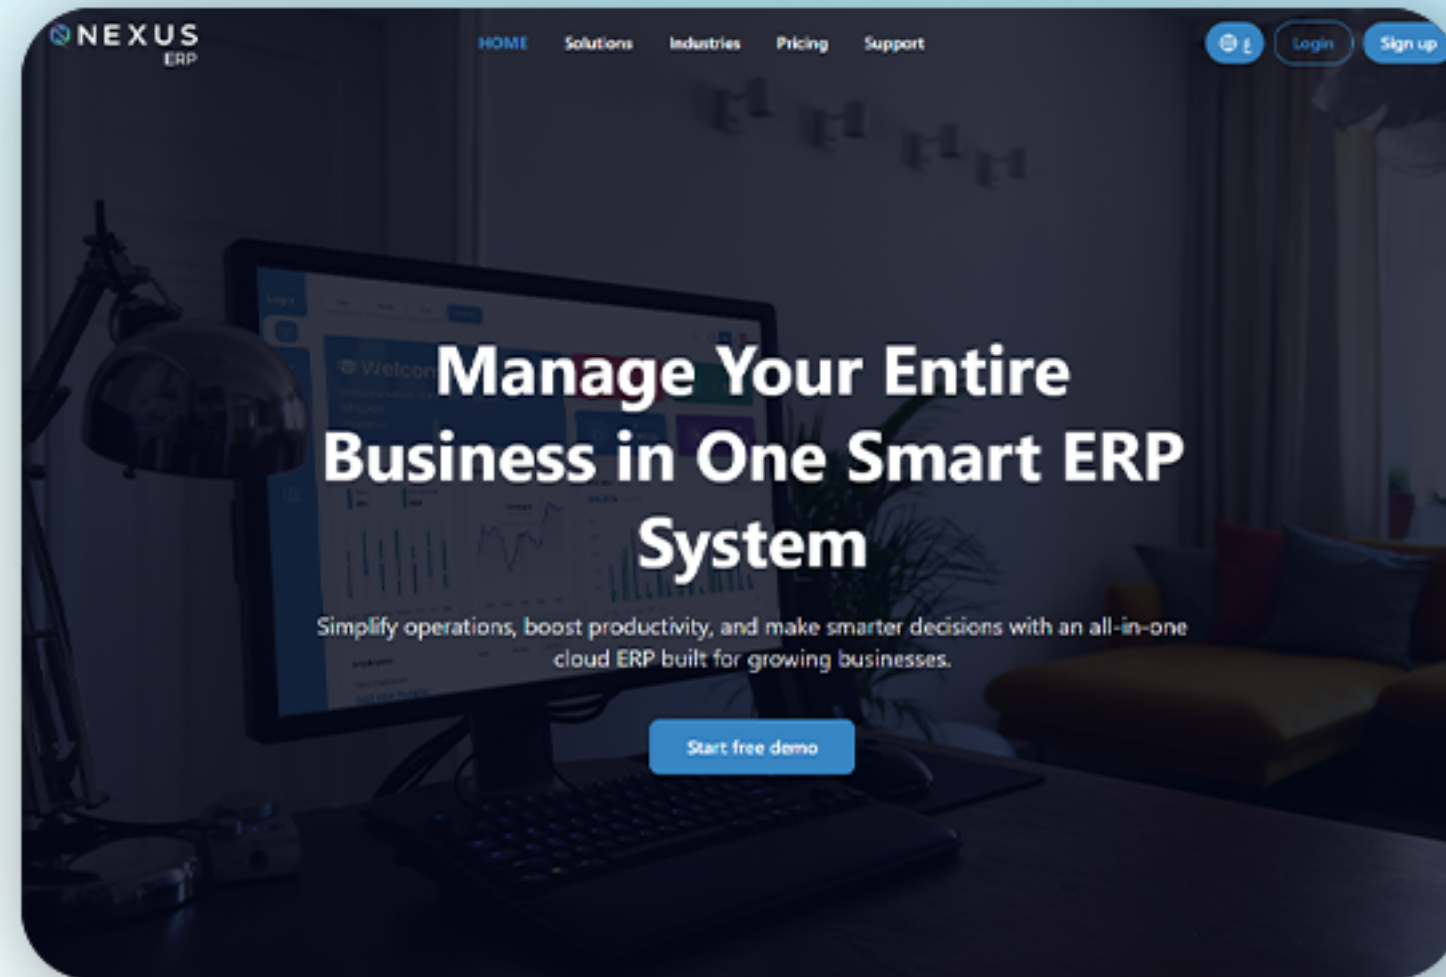 NEXUS
ERP
HOME Solutions Industries Pricing Support
ع Login Sign up
Logo
Welcom
Manage Your Entire
Business in One Smart ERP
System
Simplify operations, boost productivity, and make smarter decisions with an all-in-one
cloud ERP built for growing businesses.
Start free demo